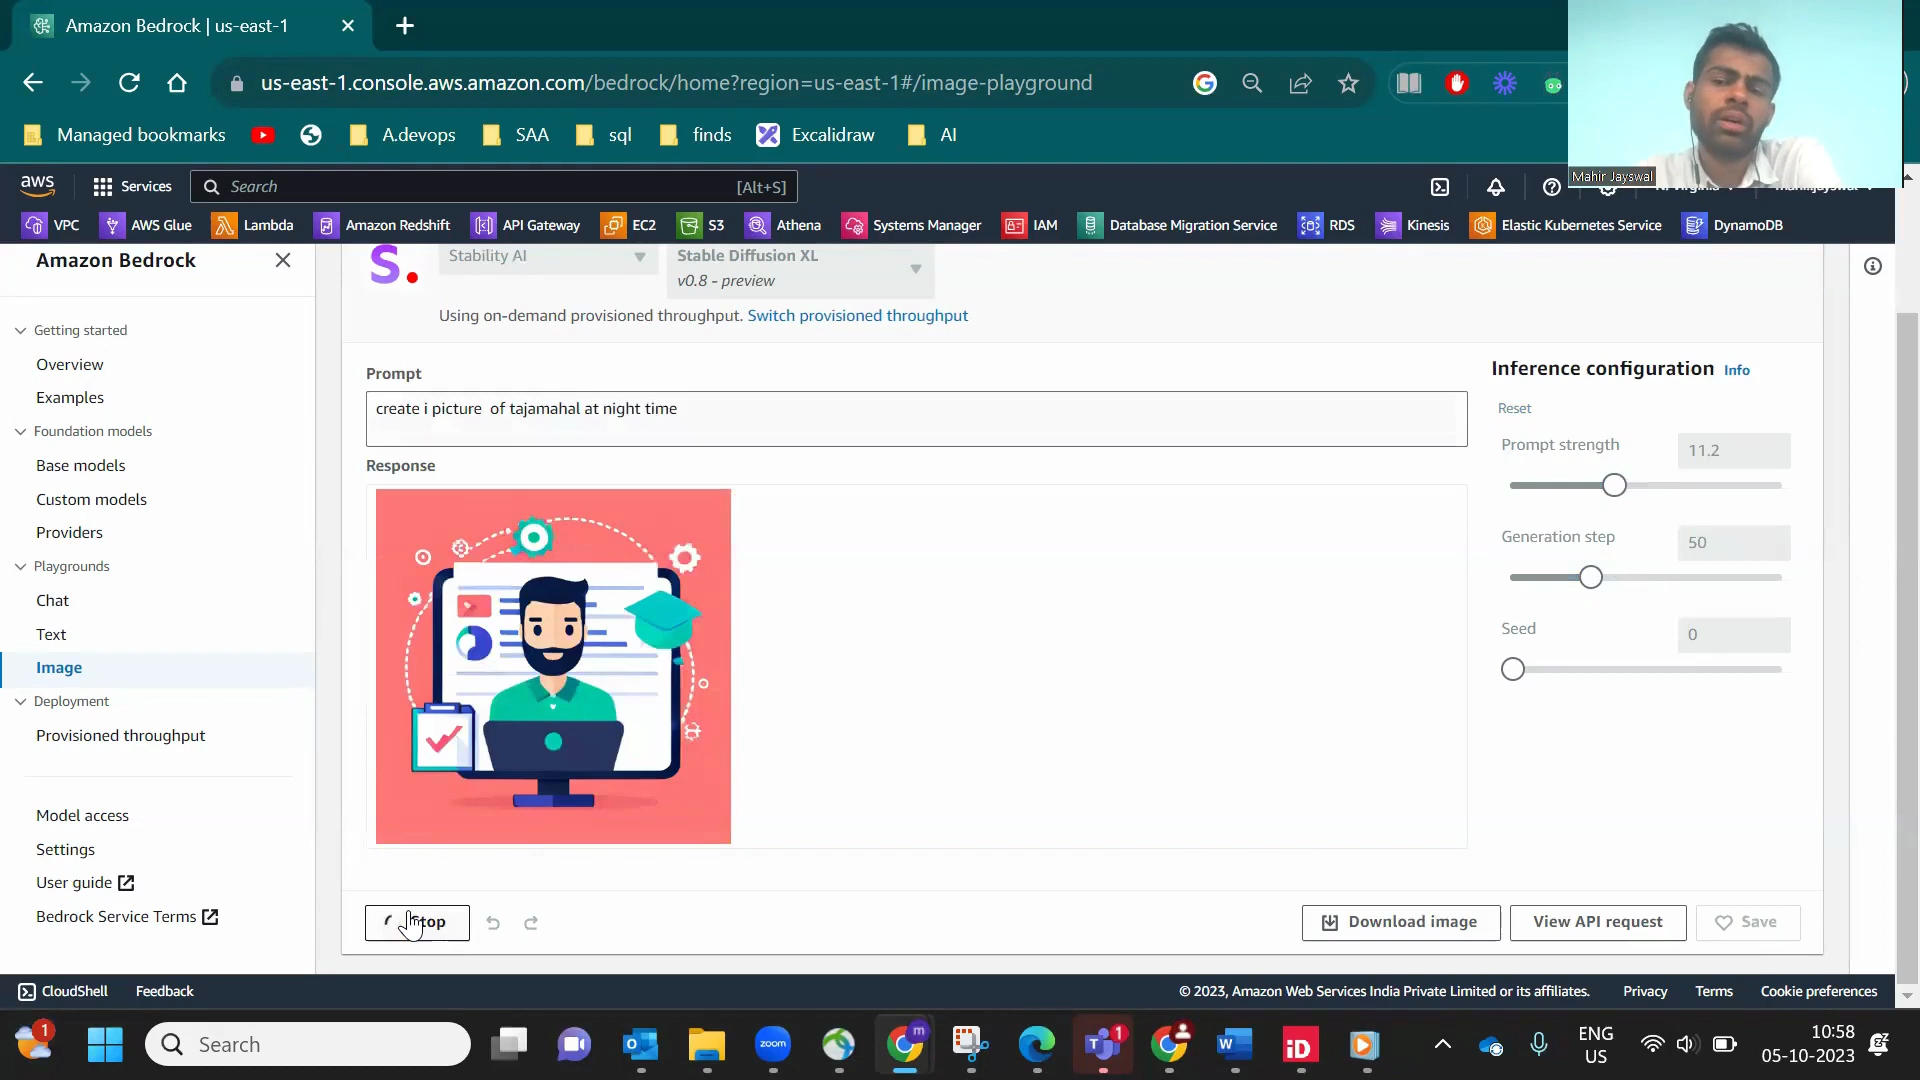 Amazon Bedrock | us-east-1
us-east-1.console.aws.amazon.com/bedrock/home?region=us-east-1#/image-playground
Managed bookmarks
A.devops
SAA
sql
finds
Excalidraw
AI
Mahir Jayswal
aws
Services
Search
[Alt+S]
VPC
AWS Glue
Lambda
Amazon Redshift
API Gateway
EC2
S3
Athena
Systems Manager
IAM
Database Migration Service
RDS
Kinesis
Elastic Kubernetes Service
DynamoDB
Amazon Bedrock
Getting started
Overview
Examples
Foundation models
Base models
Custom models
Providers
Playgrounds
Chat
Text
Image
Deployment
Provisioned throughput
Model access
Settings
User guide
Bedrock Service Terms
S.
Stability AI
Stable Diffusion XL
v0.8 - preview
Using on-demand provisioned throughput. Switch provisioned throughput
Prompt
create i picture  of tajamahal at night time
Response
Inference configuration Info
Reset
Prompt strength
11.2
Generation step
50
Seed
0
Download image
View API request
Save
CloudShell
Feedback
© 2023, Amazon Web Services India Private Limited or its affiliates.
Privacy
Terms
Cookie preferences
1
Search
zoom
m
1
iD
ENG
US
10:58
05-10-2023